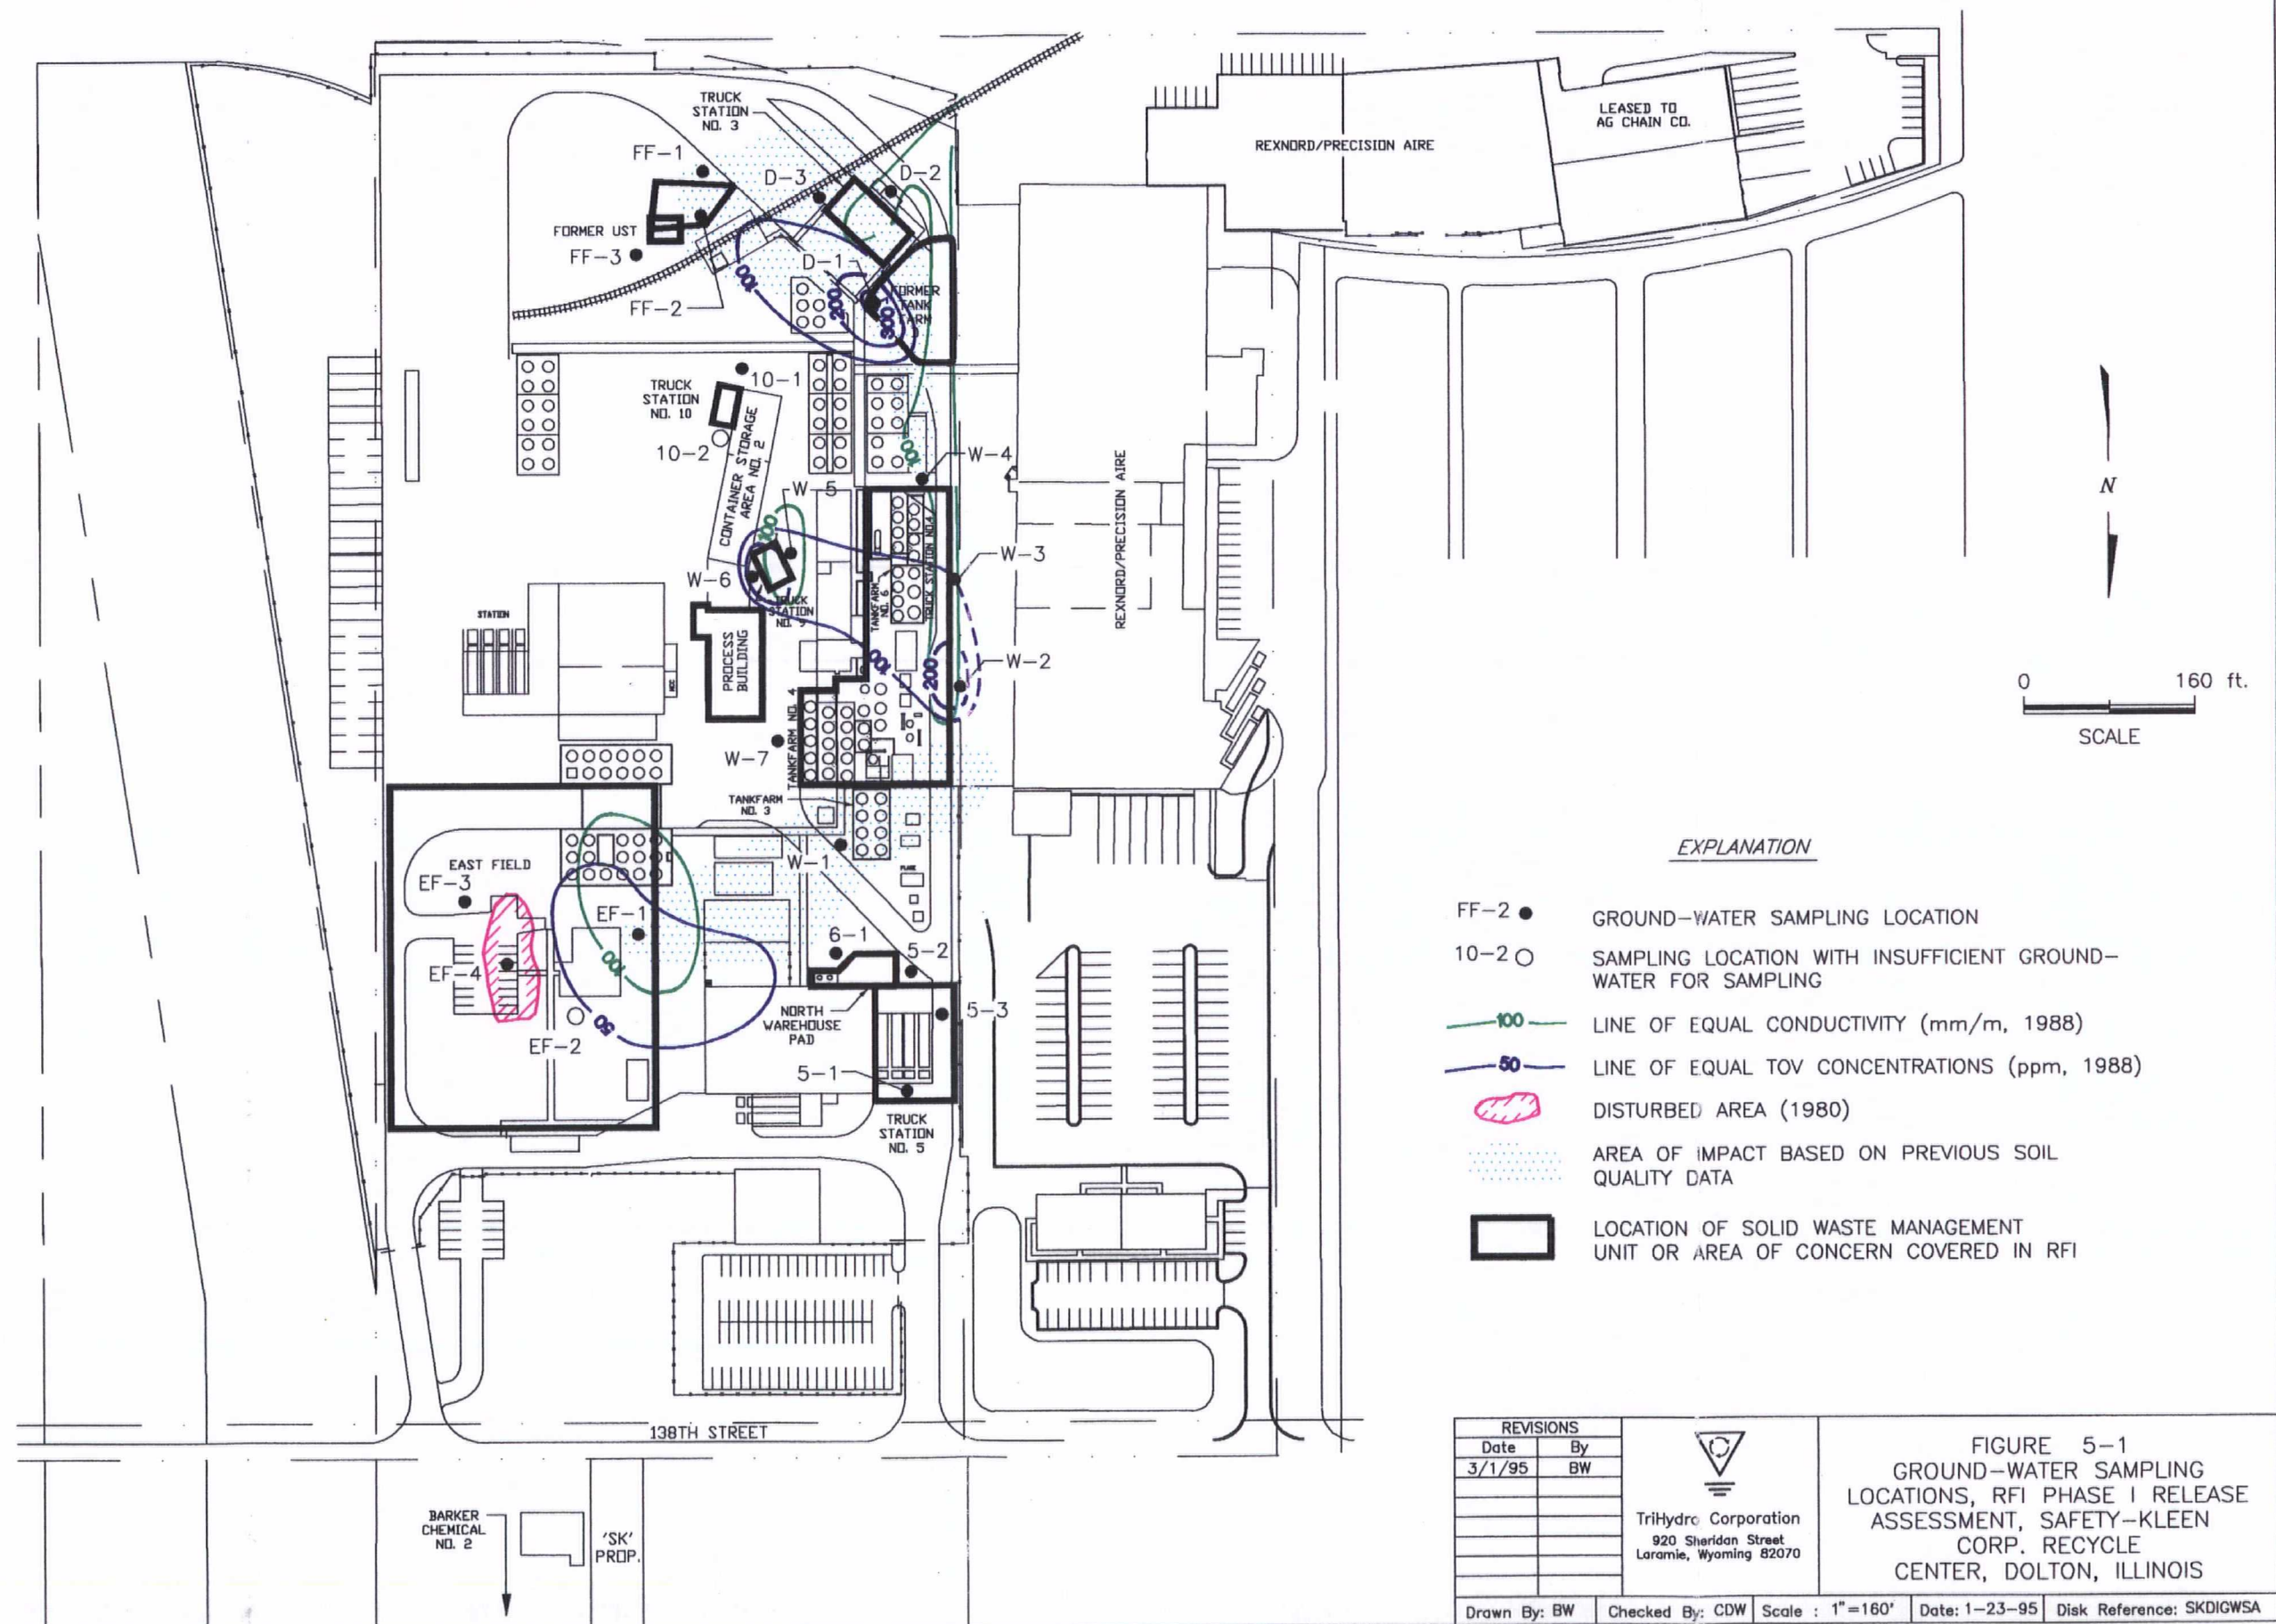 TRUCK
STATION
NO. 3
FF-1
D-3
D-2
FORMER UST
FF-3
FF-2
D-1
FORMER
TANK
FARM
100
200
300
REXNORD/PRECISION AIRE
LEASED TO
AG CHAIN CO.
TRUCK
STATION
NO. 10
10-1
10-2
CONTAINER STORAGE
AREA NO. 2
100
W-4
W-5
100
W-3
W-6
TRUCK
STATION
NO. 9
TANKFARM
NO. 6
TRUCK STATION NO.4
REXNORD/PRECISION AIRE
STATION
PROCESS
BUILDING
MCC
100
200
W-2
W-7
TANKFARM NO. 4
TANKFARM
NO. 3
W-1
EAST FIELD
EF-3
EF-1
100
EF-4
50
EF-2
6-1
5-2
5-3
NORTH
WAREHOUSE
PAD
5-1
TRUCK
STATION
NO. 5
138TH STREET
BARKER
CHEMICAL
NO. 2
'SK'
PROP.
N
0 160 ft.
SCALE
EXPLANATION
FF-2 GROUND-WATER SAMPLING LOCATION
10-2 SAMPLING LOCATION WITH INSUFFICIENT GROUND-
WATER FOR SAMPLING
100 LINE OF EQUAL CONDUCTIVITY (mm/m, 1988)
50 LINE OF EQUAL TOV CONCENTRATIONS (ppm, 1988)
DISTURBED AREA (1980)
AREA OF IMPACT BASED ON PREVIOUS SOIL
QUALITY DATA
LOCATION OF SOLID WASTE MANAGEMENT
UNIT OR AREA OF CONCERN COVERED IN RFI
REVISIONS
Date By
3/1/95 BW
TriHydro Corporation
920 Sheridan Street
Laramie, Wyoming 82070
FIGURE 5-1
GROUND-WATER SAMPLING
LOCATIONS, RFI PHASE I RELEASE
ASSESSMENT, SAFETY-KLEEN
CORP. RECYCLE
CENTER, DOLTON, ILLINOIS
Drawn By: BW Checked By: CDW Scale : 1"=160' Date: 1-23-95 Disk Reference: SKDIGWSA